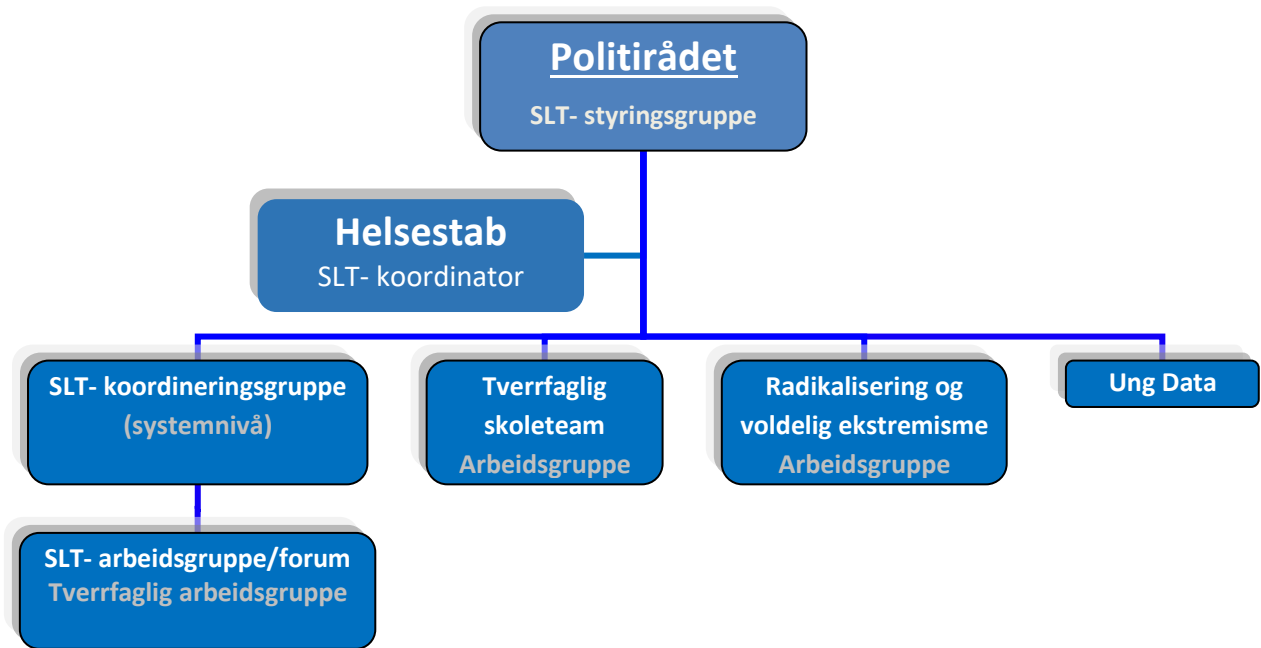 Politirådet
SLT- styringsgruppe
Helsestab
SLT- koordinator
SLT- koordineringsgruppe
(systemnivå)
Tverrfaglig
skoleteam
Arbeidsgruppe
Radikalisering og
voldelig ekstremisme
Arbeidsgruppe
Ung Data
SLT- arbeidsgruppe/forum
Tverrfaglig arbeidsgruppe